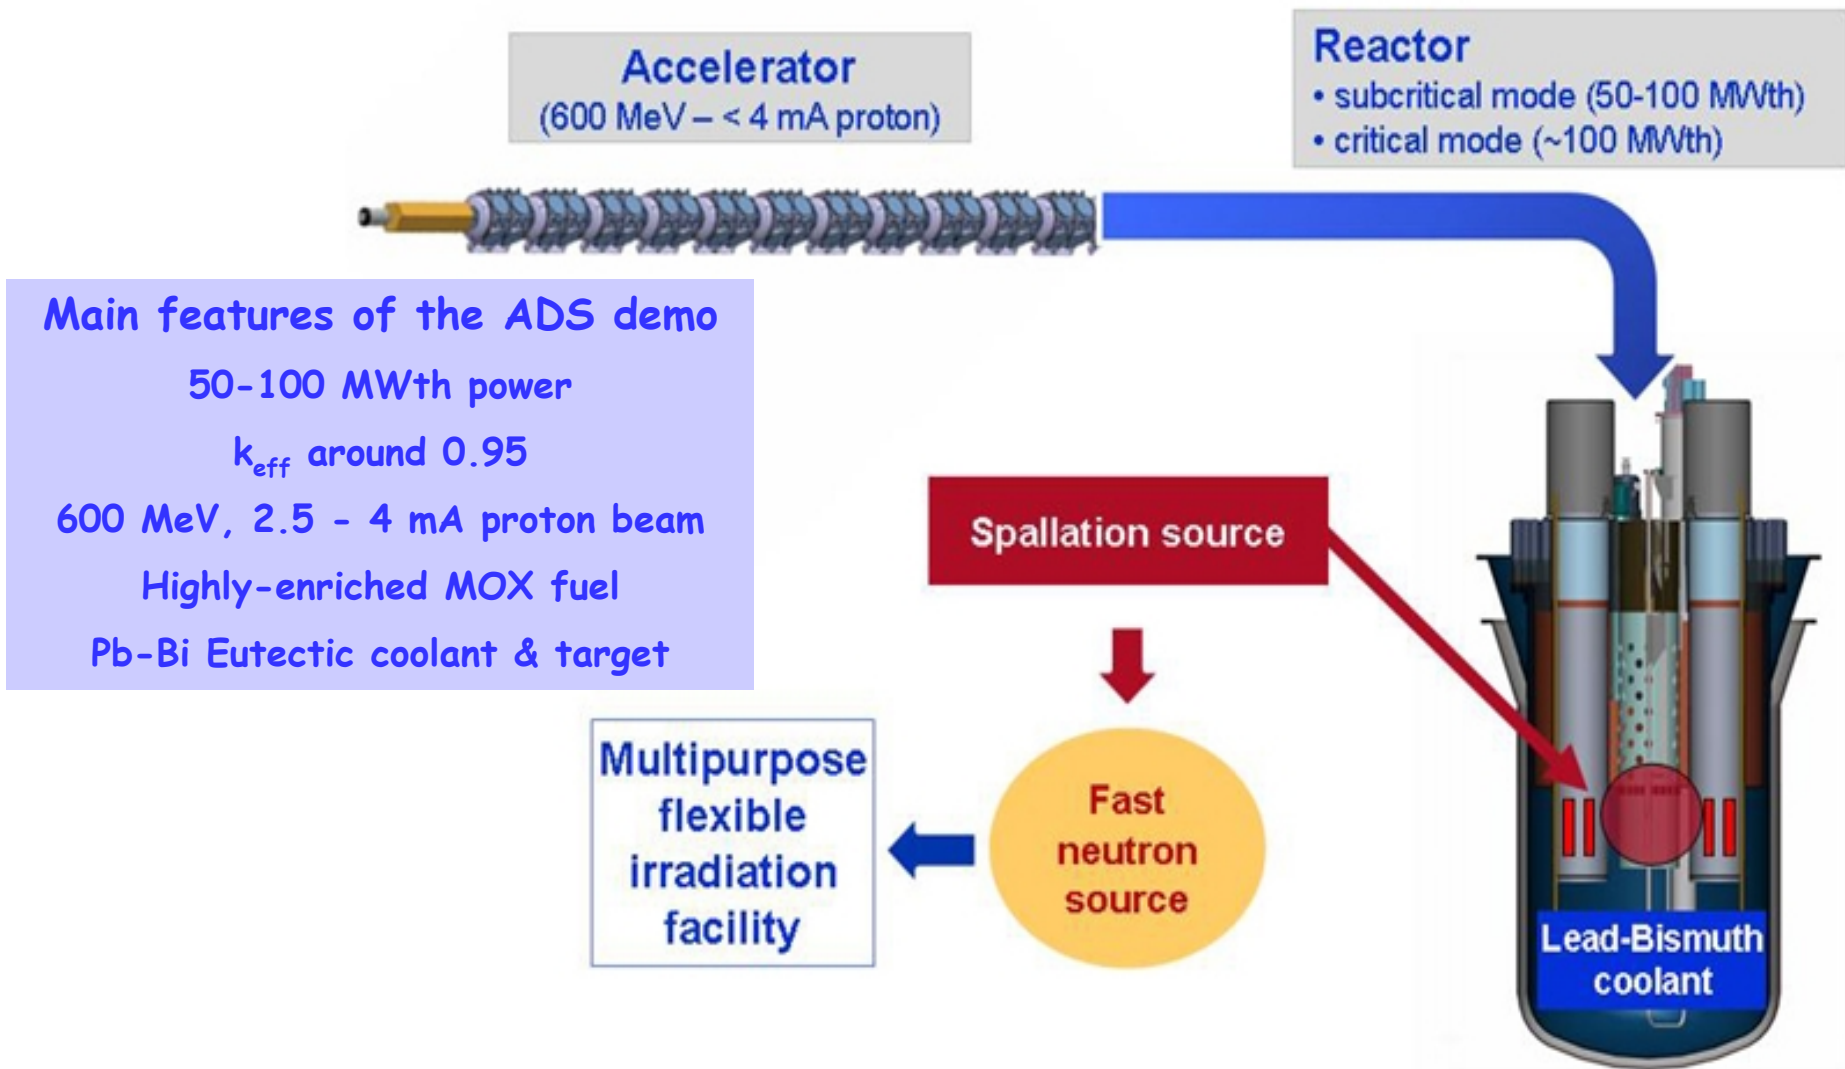 Accelerator
(600 MeV – < 4 mA proton)
Reactor
• subcritical mode (50-100 MWth)
• critical mode (~100 MWth)
Main features of the ADS demo
50-100 MWth power
keff around 0.95
600 MeV, 2.5 - 4 mA proton beam
Highly-enriched MOX fuel
Pb-Bi Eutectic coolant & target
Spallation source
Multipurpose
flexible
irradiation
facility
Fast
neutron
source
Lead-Bismuth
coolant